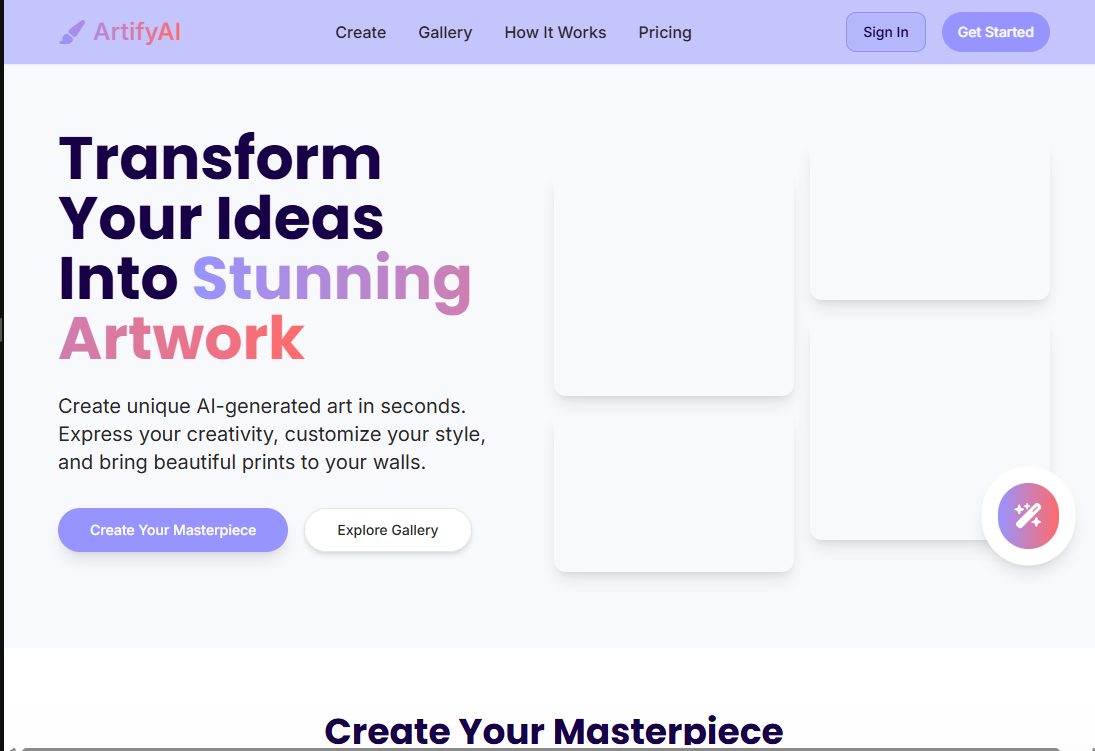 ArtifyAI
Create
Gallery
How It Works
Pricing
Sign In
Get Started
Transform
Your Ideas
Into Stunning
Artwork
Create unique AI-generated art in seconds.
Express your creativity, customize your style,
and bring beautiful prints to your walls.
Create Your Masterpiece
Explore Gallery
Create Your Masterpiece